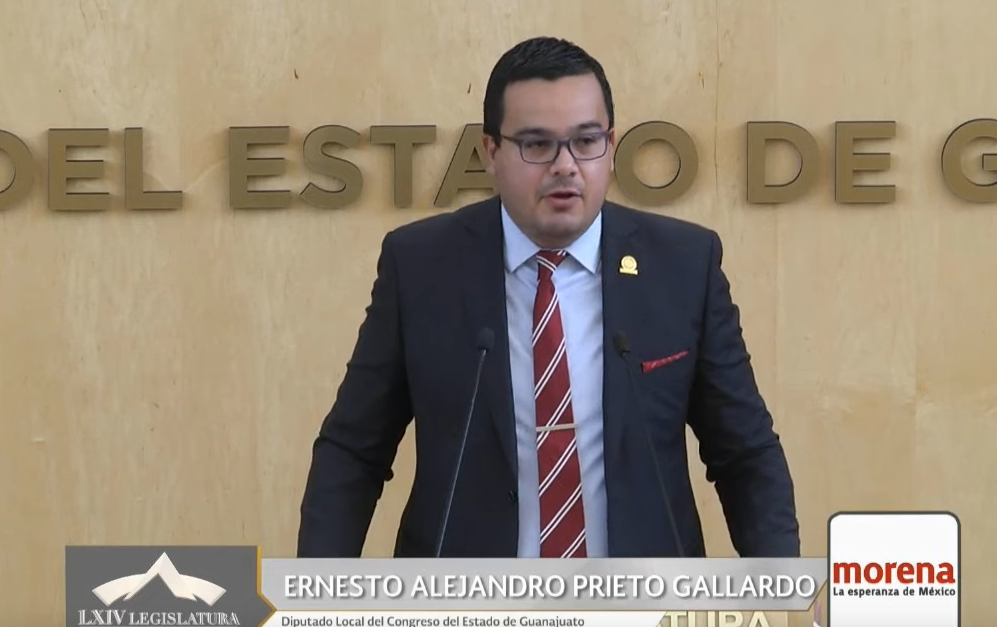 DEL ESTADO DE G
ERNESTO ALEJANDRO PRIETO GALLARDO
Diputado Local del Congreso del Estado de Guanajuato
LXIV LEGISLATURA
TURA
morena
La esperanza de México